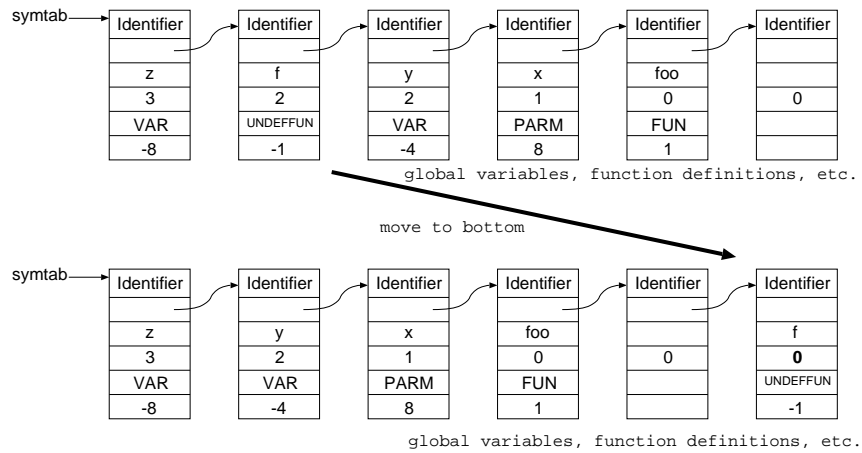 symtab
Identifier Identifier Identifier Identifier Identifier Identifier
z f y x foo
3 2 2 1 0 0
VAR UNDEFFUN VAR PARM FUN
-8 -1 -4 8 1
global variables, function definitions, etc.
move to bottom
symtab
Identifier Identifier Identifier Identifier Identifier Identifier
z y x foo f
3 2 1 0 0 0
VAR VAR PARM FUN UNDEFFUN
-8 -4 8 1 -1
global variables, function definitions, etc.